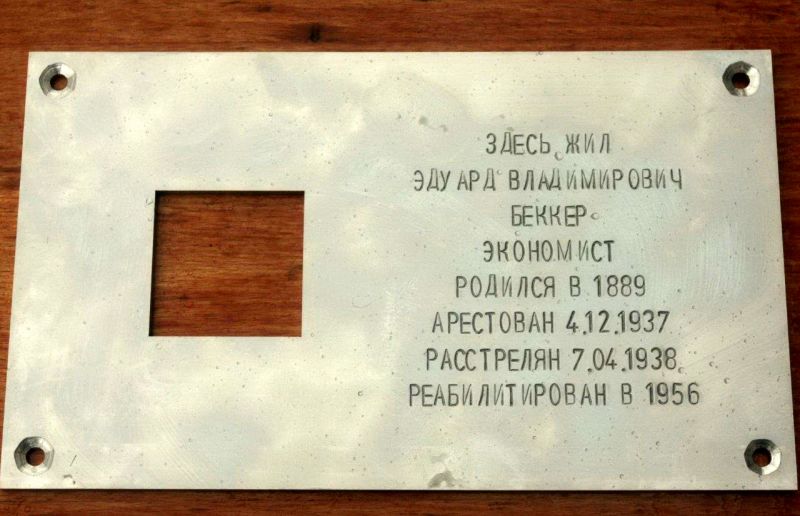 ЗДЕСЬ ЖИЛ
ЭДУАРД ВЛАДИМИРОВИЧ
БЕККЕР
ЭКОНОМИСТ
РОДИЛСЯ В 1889
АРЕСТОВАН 4.12.1937
РАССТРЕЛЯН 7.04.1938
РЕАБИЛИТИРОВАН В 1956